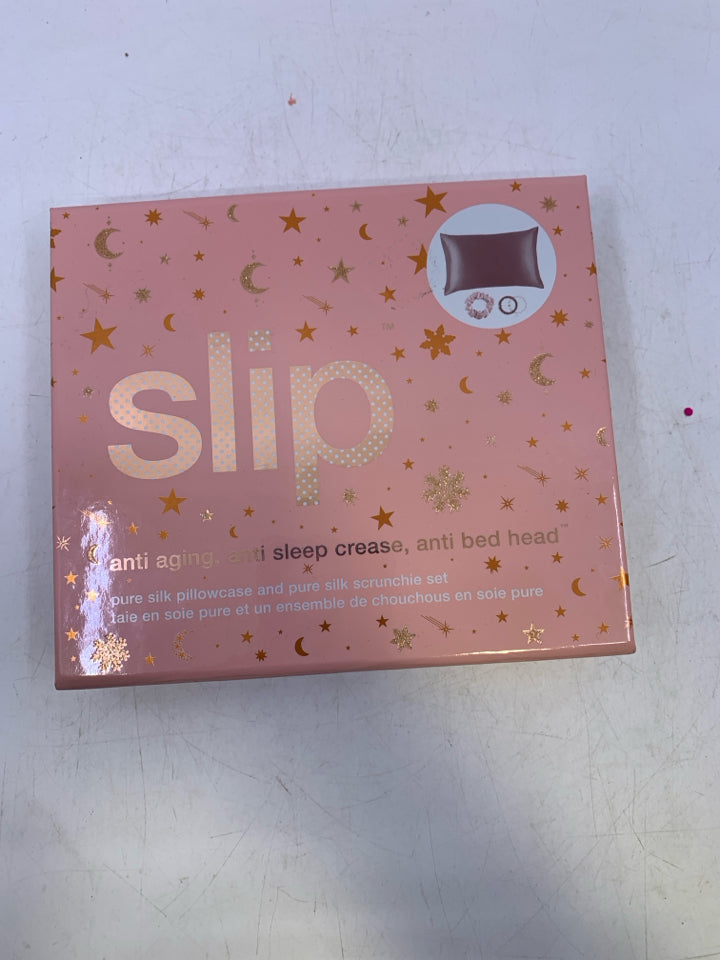 slip™
anti aging, anti sleep crease, anti bed head™
pure silk pillowcase and pure silk scrunchie set
taie en soie pure et un ensemble de chouchous en soie pure